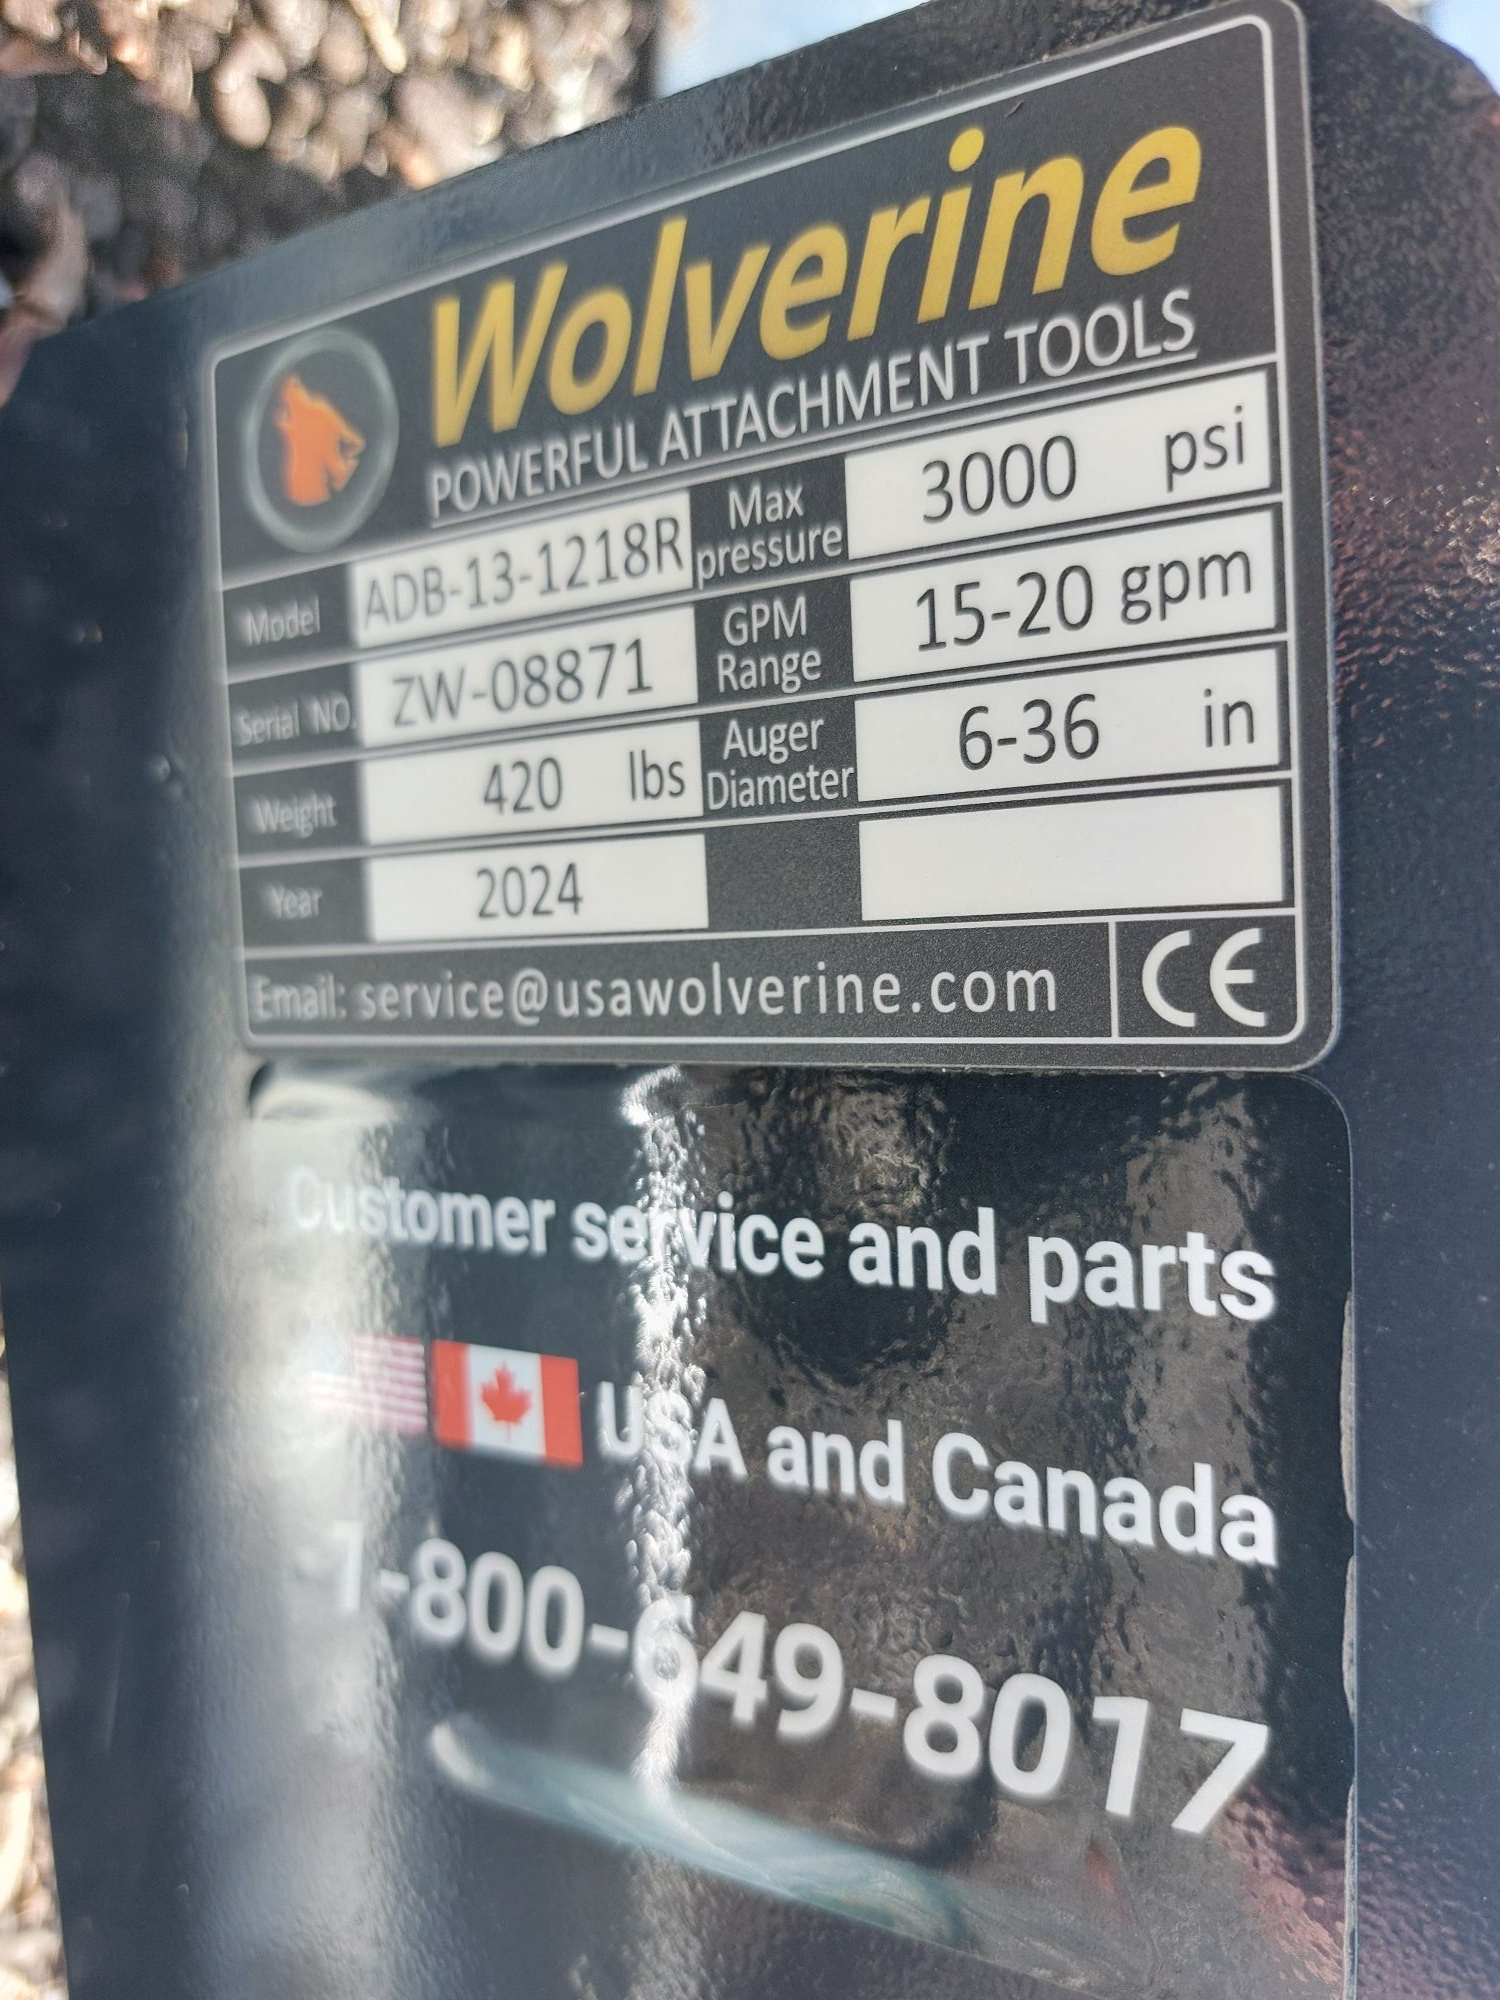 Wolverine
POWERFUL ATTACHMENT TOOLS
Model ADB-13-1218R Max pressure 3000 psi
Serial NO. ZW-08871 GPM Range 15-20 gpm
Weight 420 lbs Auger Diameter 6-36 in
Year 2024
Email: service@usawolverine.com CE
Customer service and parts
USA and Canada
1-800-649-8017